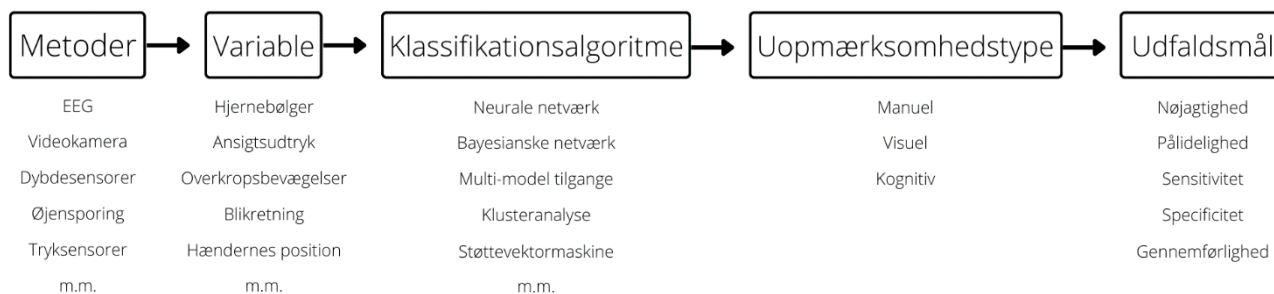 Metoder
EEG
Videokamera
Dybdesensorer
Øjensporing
Tryksensorer
m.m.
Variable
Hjernebølger
Ansigtsudtryk
Overkropsbevægelser
Blikretning
Hændernes position
m.m.
Klassifikationsalgoritme
Neurale netværk
Bayesianske netværk
Multi-model tilgange
Klusteranalyse
Støttevektormaskine
m.m.
Uopmærksomhedstype
Manuel
Visuel
Kognitiv
Udfaldsmål
Nøjagtighed
Pålidelighed
Sensitivitet
Specificitet
Gennemførlighed